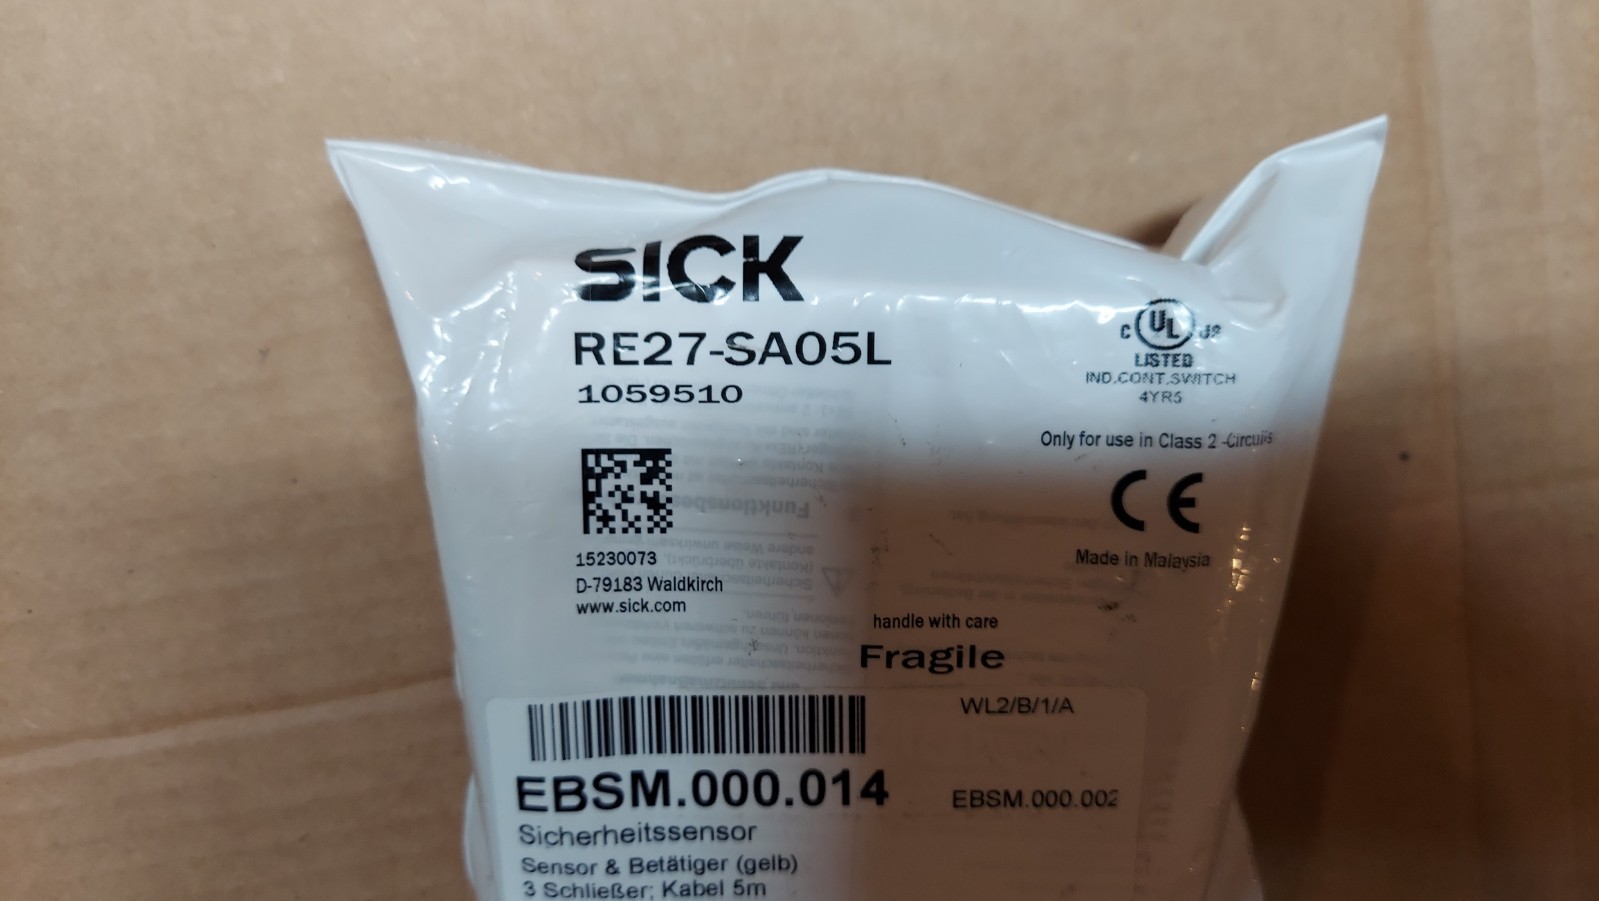 SICK
RE27-SA05L
1059510
C UL US
LISTED
IND.CONT.SWITCH
4YR5
Only for use in Class 2 -Circuits
CE
Made in Malaysia
15230073
D-79183 Waldkirch
www.sick.com
handle with care
Fragile
WL2/B/1/A
EBSM.000.014
EBSM.000.002
Sicherheitssensor
Sensor & Betätiger (gelb)
3 Schließer; Kabel 5m